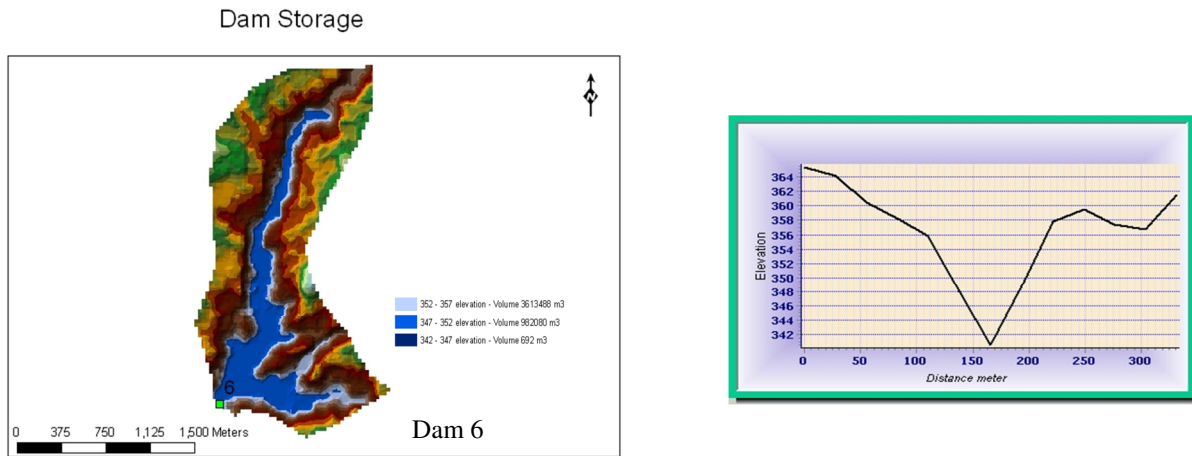 Dam Storage
N
352 - 357 elevation - Volume 3613488 m3
347 - 352 elevation - Volume 982080 m3
342 - 347 elevation - Volume 692 m3
6
0 375 750 1,125 1,500 Meters
Dam 6
364
362
360
358
356
354
352
350
348
346
344
342
Elevation
0 50 100 150 200 250 300
Distance meter